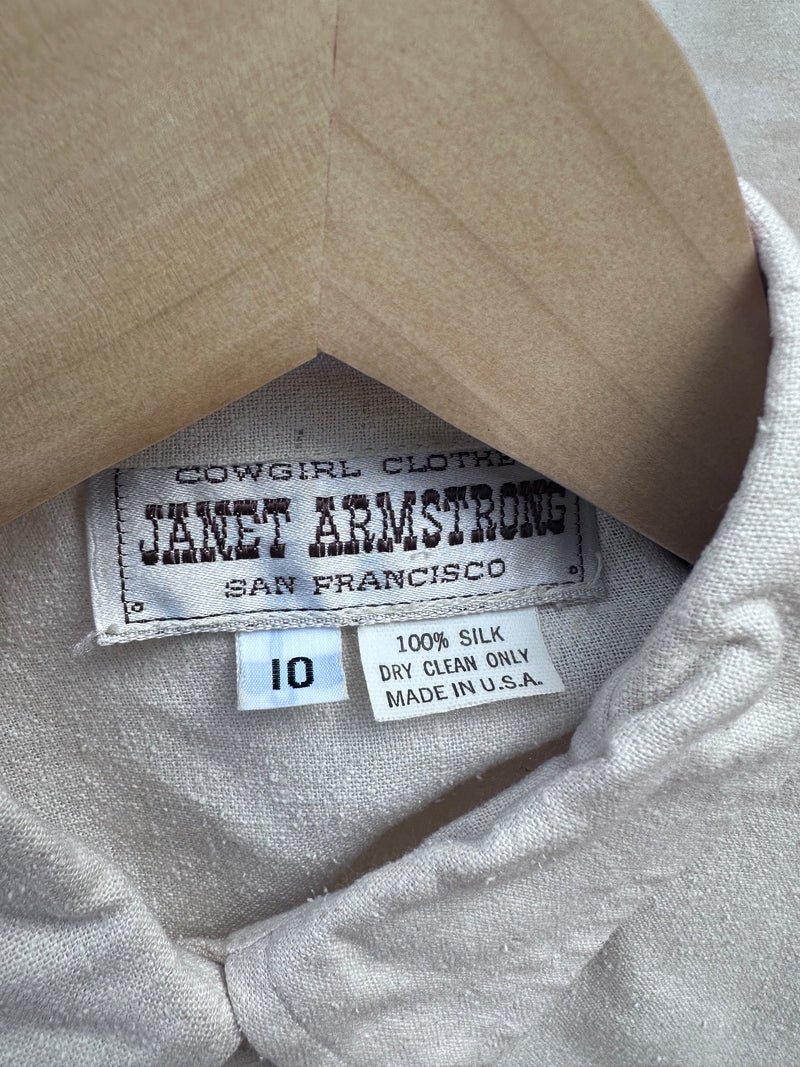 COWGIRL CLOTHE
JANET ARMSTRONG
SAN FRANCISCO
10
100% SILK
DRY CLEAN ONLY
MADE IN U.S.A.